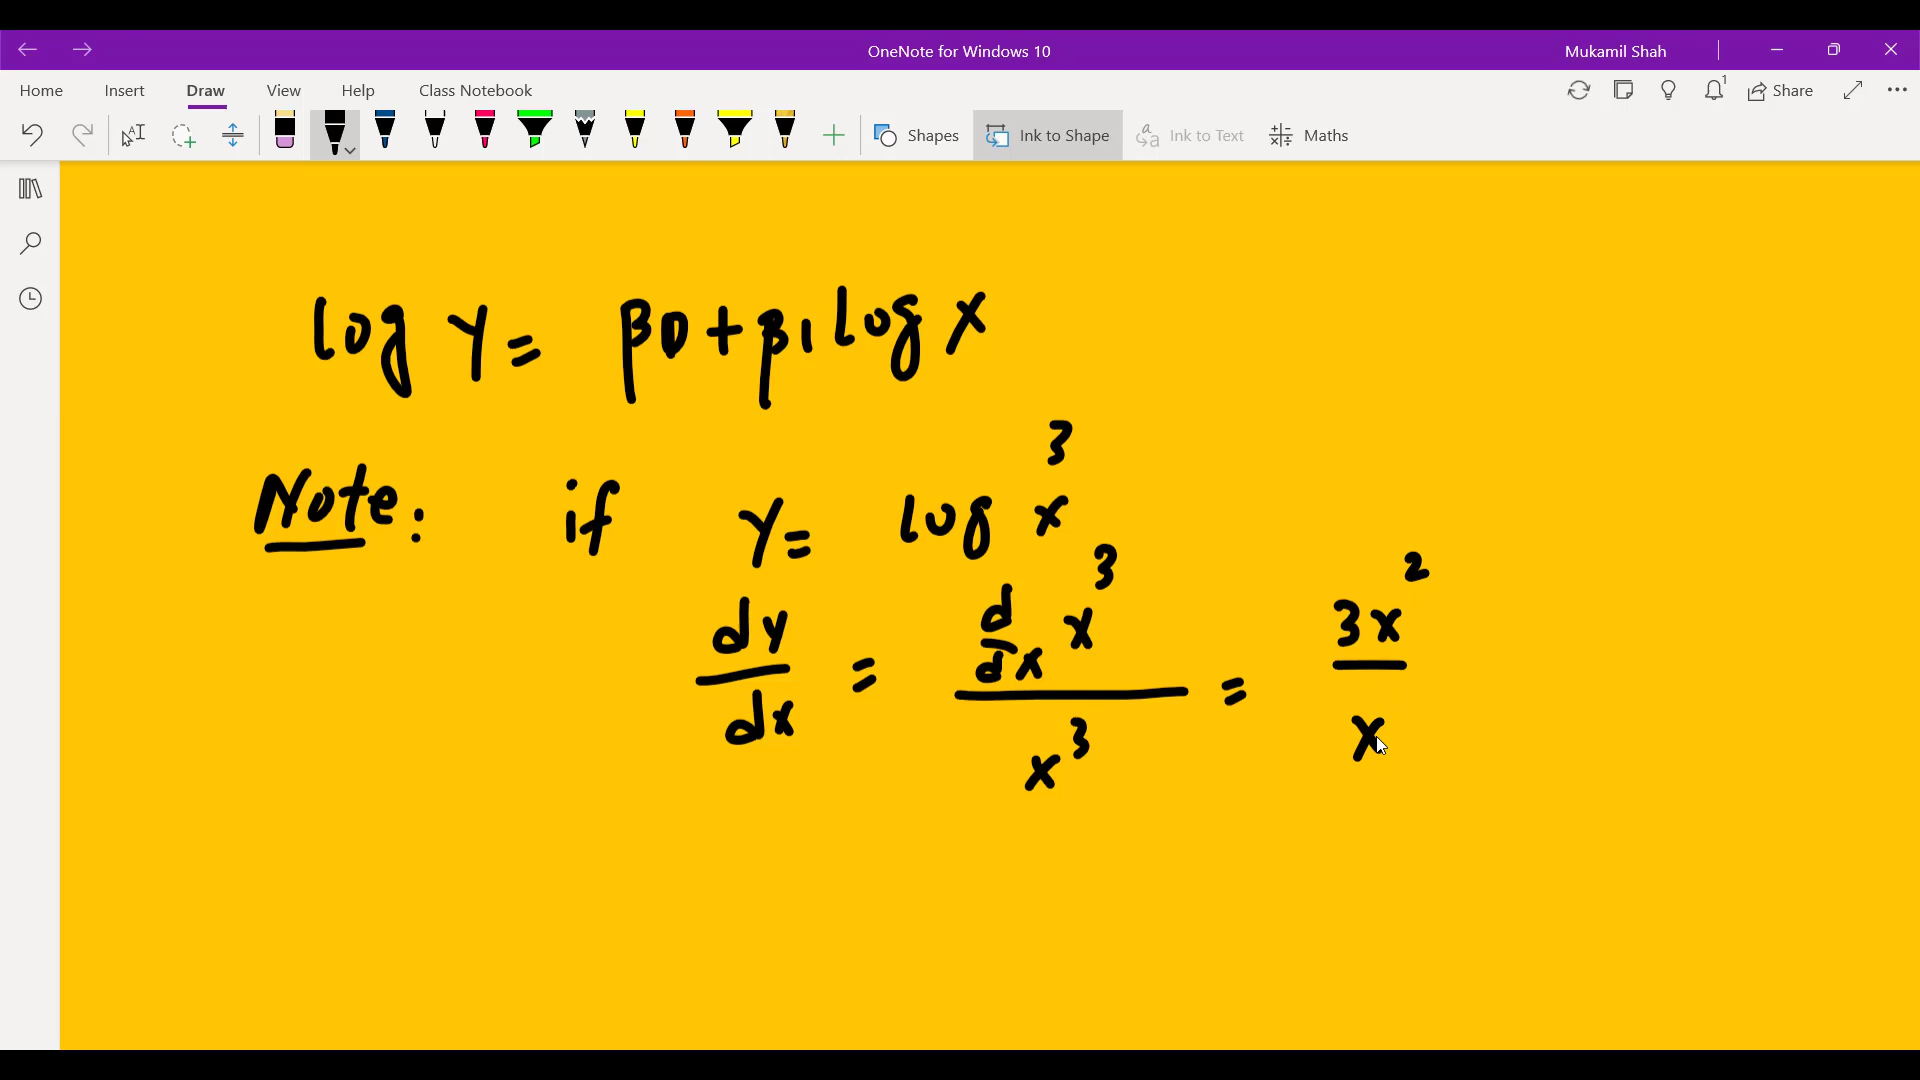 OneNote for Windows 10
Mukamil Shah
Home Insert Draw View Help Class Notebook
1 Share
Shapes Ink to Shape Ink to Text Maths
log y = β0 + β1 log x
Note: if y = log x³
dy/dx = d/dx x³ / x³ = 3x² / x